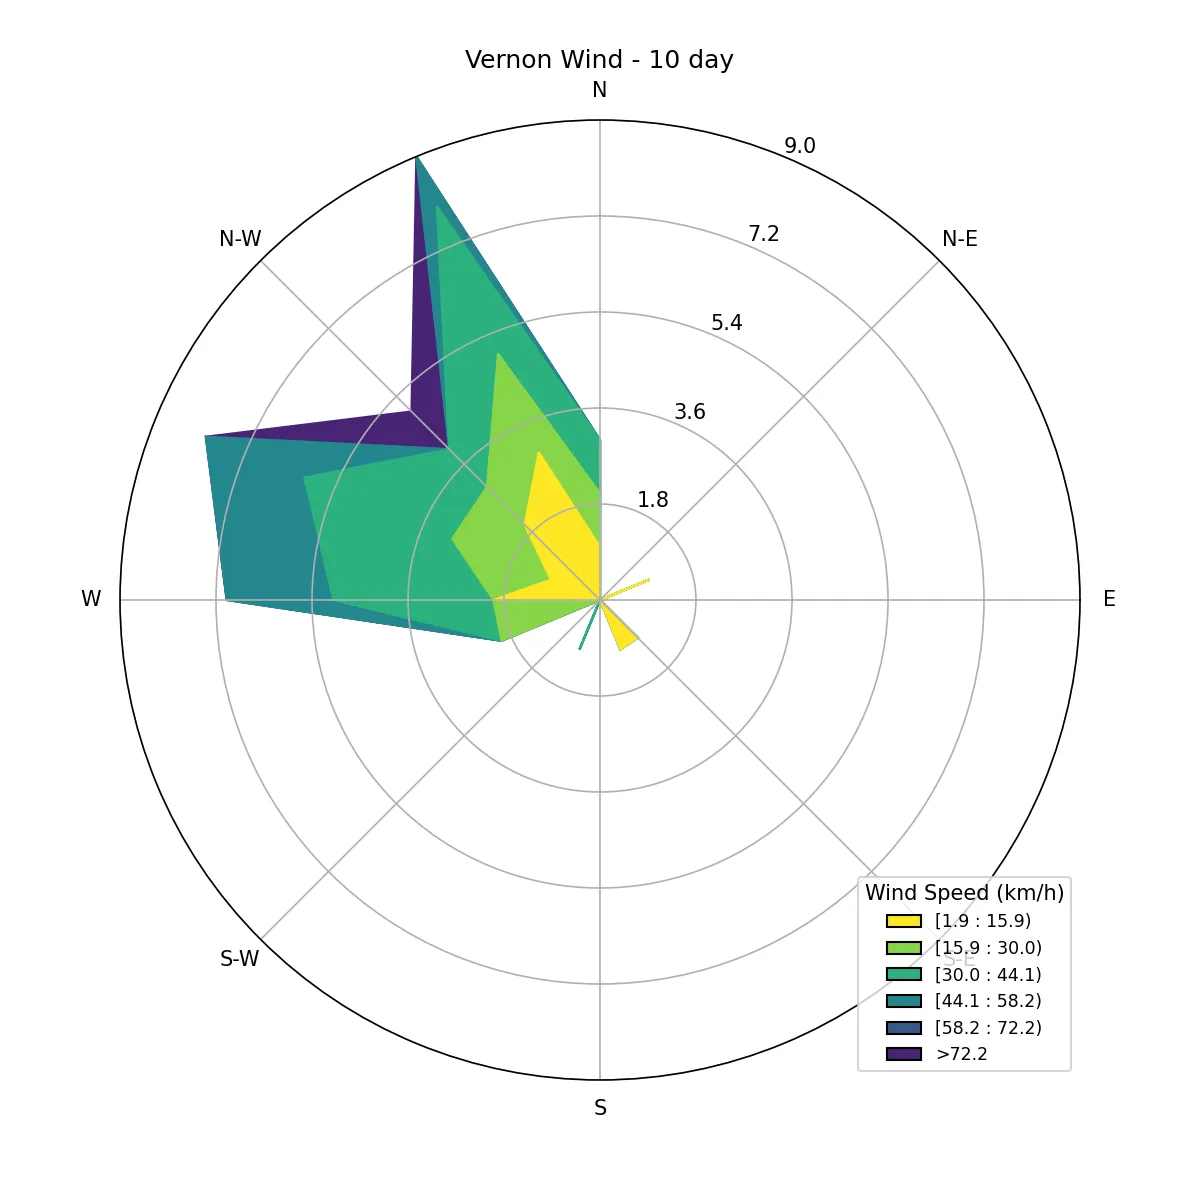 Vernon Wind - 10 day
N
9.0
7.2
N-W
N-E
5.4
3.6
1.8
W
E
Wind Speed (km/h)
[1.9 : 15.9)
[15.9 : 30.0)
S-W
S-E
[30.0 : 44.1)
[44.1 : 58.2)
[58.2 : 72.2)
>72.2
S